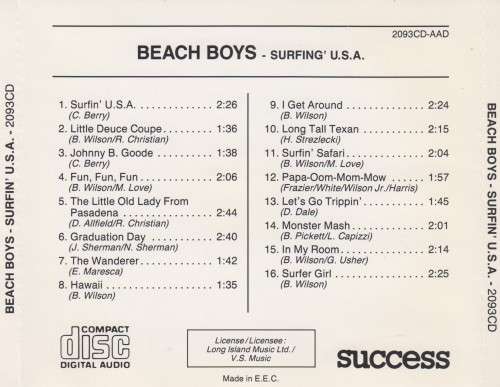 2093CD-AAD
BEACH BOYS - SURFING' U.S.A.
1. Surfin' U.S.A. . . . . . . . . . . . . . 2:26
(C. Berry)
2. Little Deuce Coupe. . . . . . . . . 1:36
(B. Wilson/R. Christian)
3. Johnny B. Goode . . . . . . . . . . 1:38
(C. Berry)
4. Fun, Fun, Fun . . . . . . . . . . . . . 2:06
(B. Wilson/M. Love)
5. The Little Old Lady From
Pasadena . . . . . . . . . . . . . . . . . 2:44
(D. Allfield/R. Christian)
6. Graduation Day . . . . . . . . . . . 2:40
(J. Sherman/N. Sherman)
7. The Wanderer. . . . . . . . . . . . . 1:42
(E. Maresca)
8. Hawaii . . . . . . . . . . . . . . . . . . . 1:35
(B. Wilson)
9. I Get Around . . . . . . . . . . . . . . 2:24
(B. Wilson)
10. Long Tall Texan . . . . . . . . . . . 2:15
(H. Strezlecki)
11. Surfin' Safari. . . . . . . . . . . . . . 2:04
(B. Wilson/M. Love)
12. Papa-Oom-Mom-Mow . . . . . . 1:57
(Frazier/White/Wilson Jr./Harris)
13. Let's Go Trippin'. . . . . . . . . . . 1:45
(D. Dale)
14. Monster Mash . . . . . . . . . . . . 2:01
(B. Pickett/L. Capizzi)
15. In My Room . . . . . . . . . . . . . . 2:14
(B. Wilson/G. Usher)
16. Surfer Girl . . . . . . . . . . . . . . . 2:25
(B. Wilson)
COMPACT
disc
DIGITAL AUDIO
License/Licensee:
Long Island Music Ltd./
V.S. Music
success
Made in E.E.C.
BEACH BOYS - SURFIN' U.S.A. - 2093CD
BEACH BOYS - SURFIN' U.S.A. - 2093CD